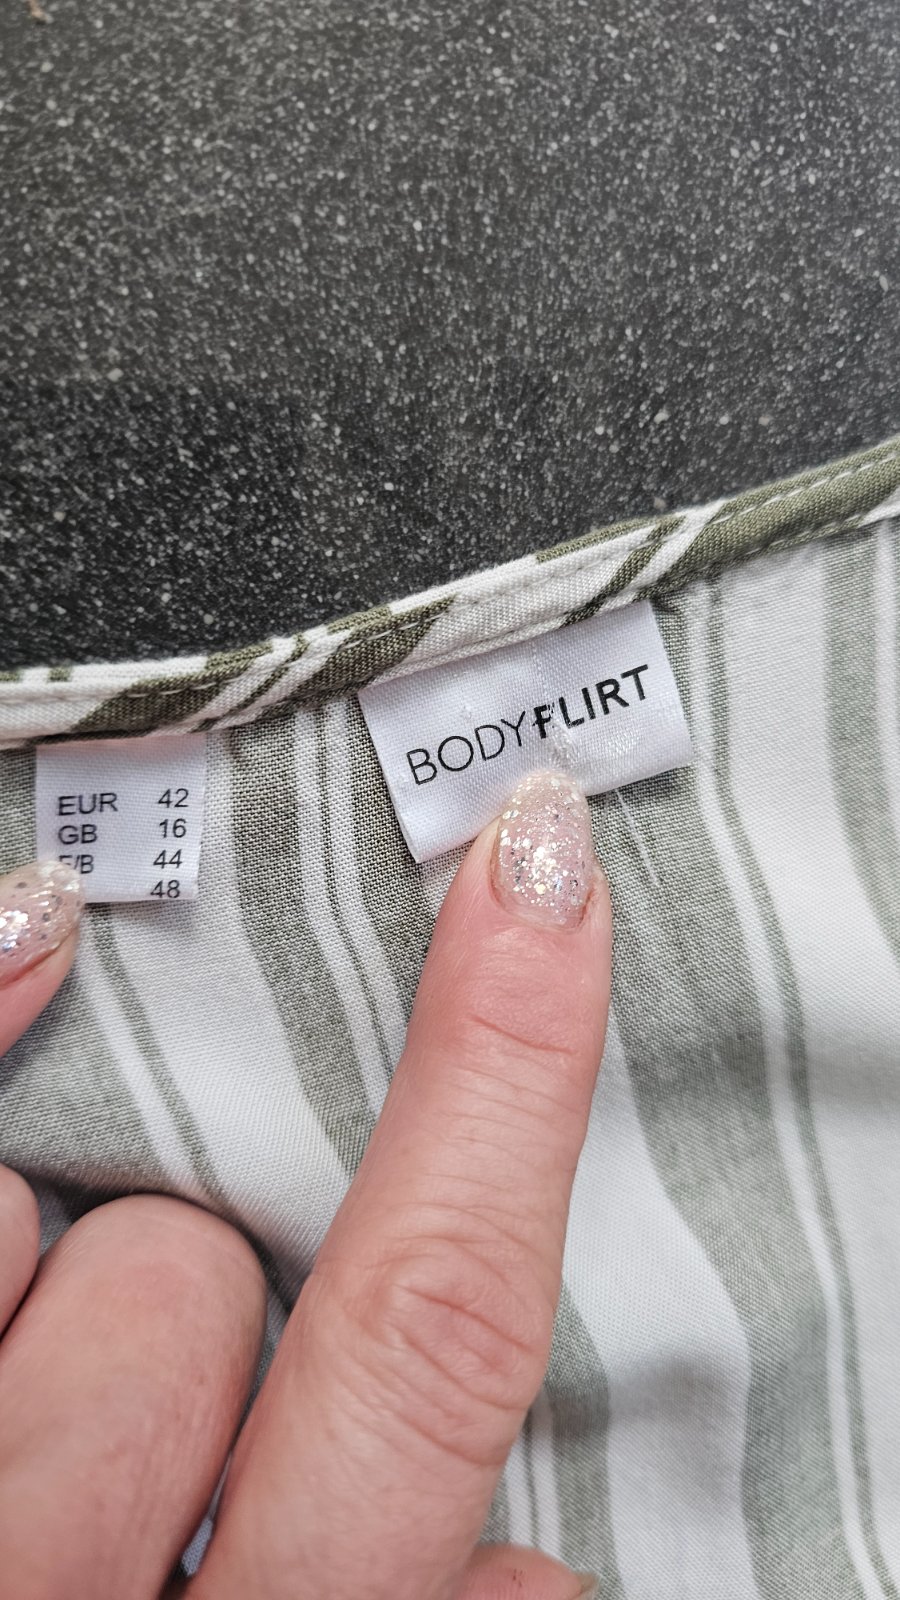 BODYFLIRT
EUR 42
GB 16
F/B 44
48